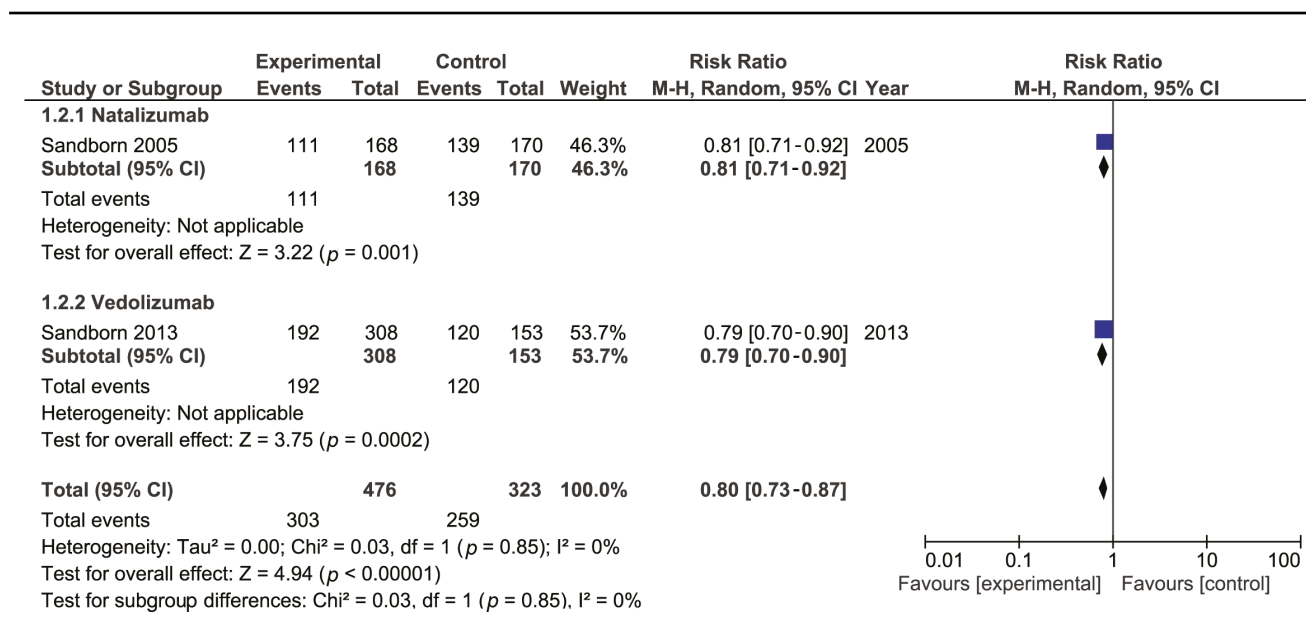 Experimental Control Risk Ratio Risk Ratio
Study or Subgroup Events Total Events Total Weight M-H, Random, 95% CI Year M-H, Random, 95% CI
1.2.1 Natalizumab
Sandborn 2005 111 168 139 170 46.3% 0.81 [0.71-0.92] 2005
Subtotal (95% CI) 168 170 46.3% 0.81 [0.71-0.92]
Total events 111 139
Heterogeneity: Not applicable
Test for overall effect: Z = 3.22 (p = 0.001)
1.2.2 Vedolizumab
Sandborn 2013 192 308 120 153 53.7% 0.79 [0.70-0.90] 2013
Subtotal (95% CI) 308 153 53.7% 0.79 [0.70-0.90]
Total events 192 120
Heterogeneity: Not applicable
Test for overall effect: Z = 3.75 (p = 0.0002)
Total (95% CI) 476 323 100.0% 0.80 [0.73-0.87]
Total events 303 259
Heterogeneity: Tau² = 0.00; Chi² = 0.03, df = 1 (p = 0.85); I² = 0%
Test for overall effect: Z = 4.94 (p < 0.00001)
Test for subgroup differences: Chi² = 0.03, df = 1 (p = 0.85), I² = 0%
0.01 0.1 1 10 100
Favours [experimental] Favours [control]